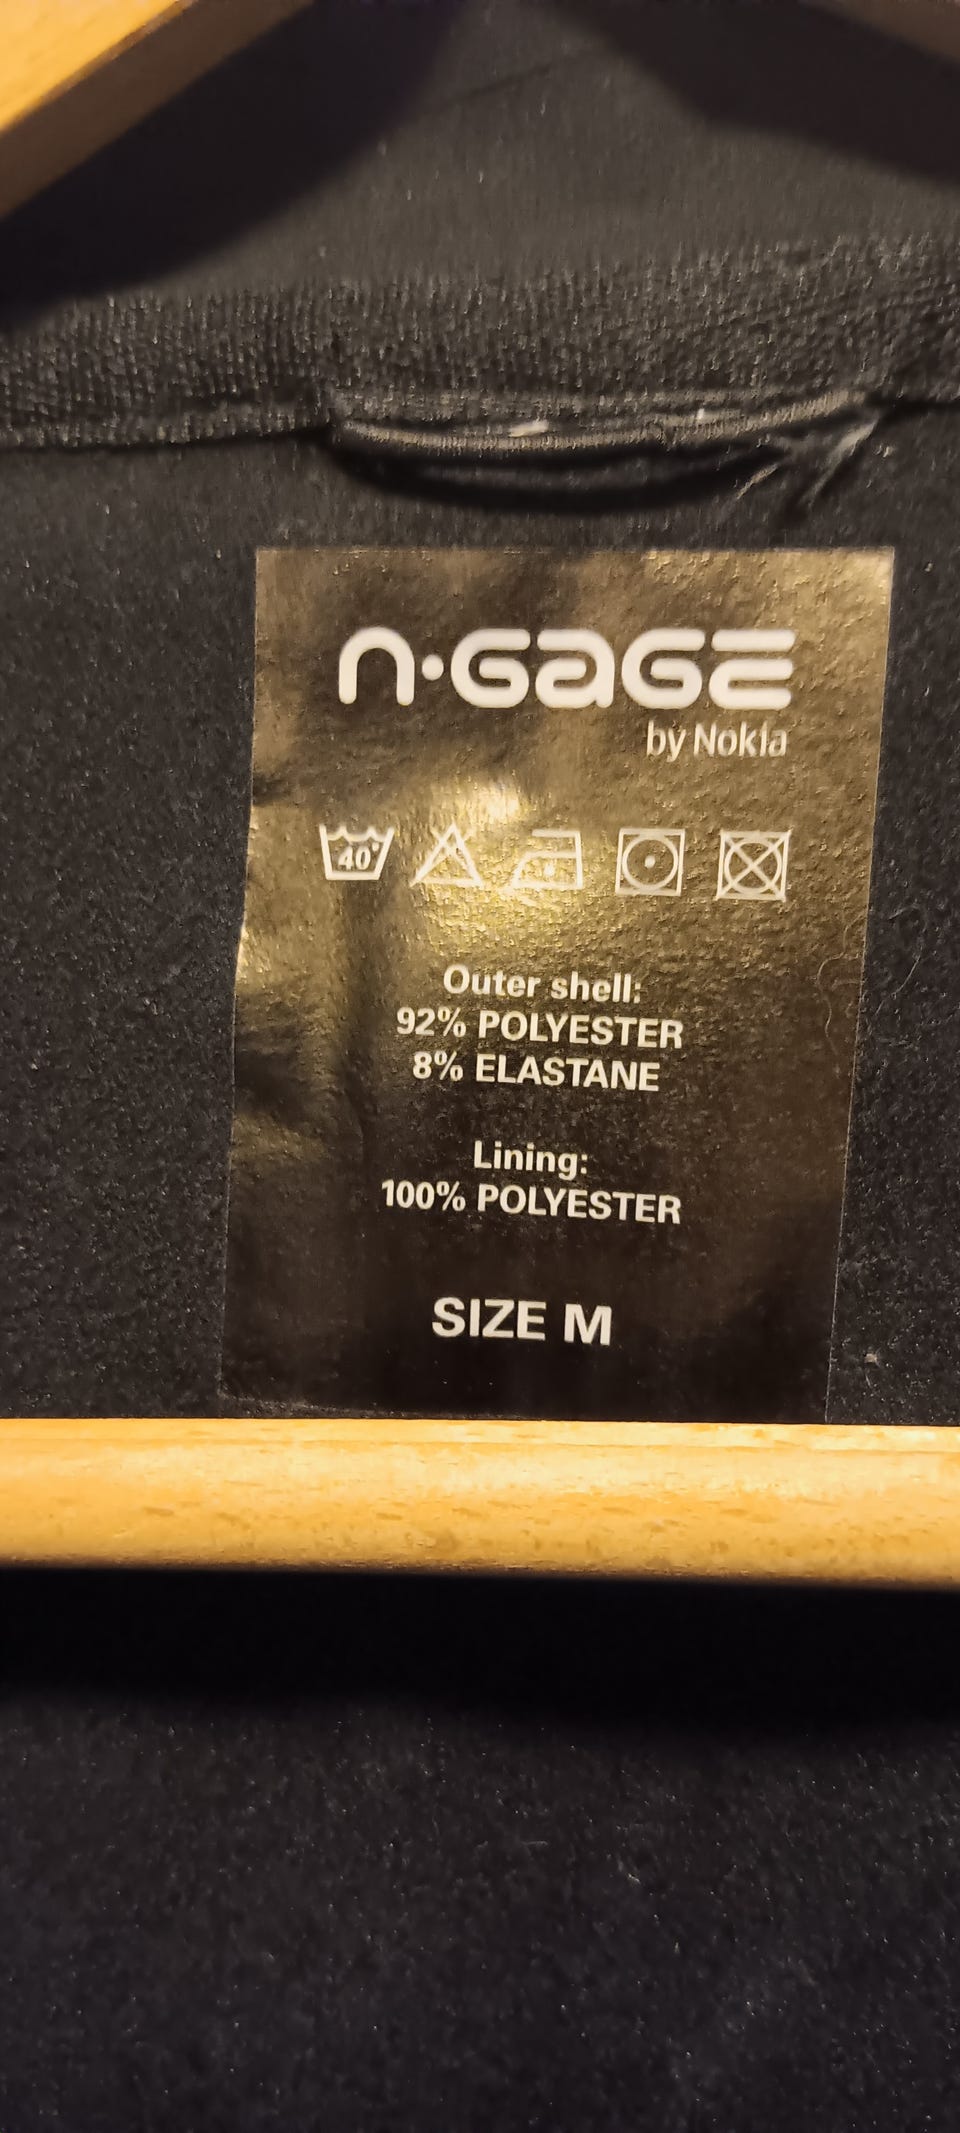 n·GaGE
by Nokia
40°
Outer shell:
92% POLYESTER
8% ELASTANE
Lining:
100% POLYESTER
SIZE M